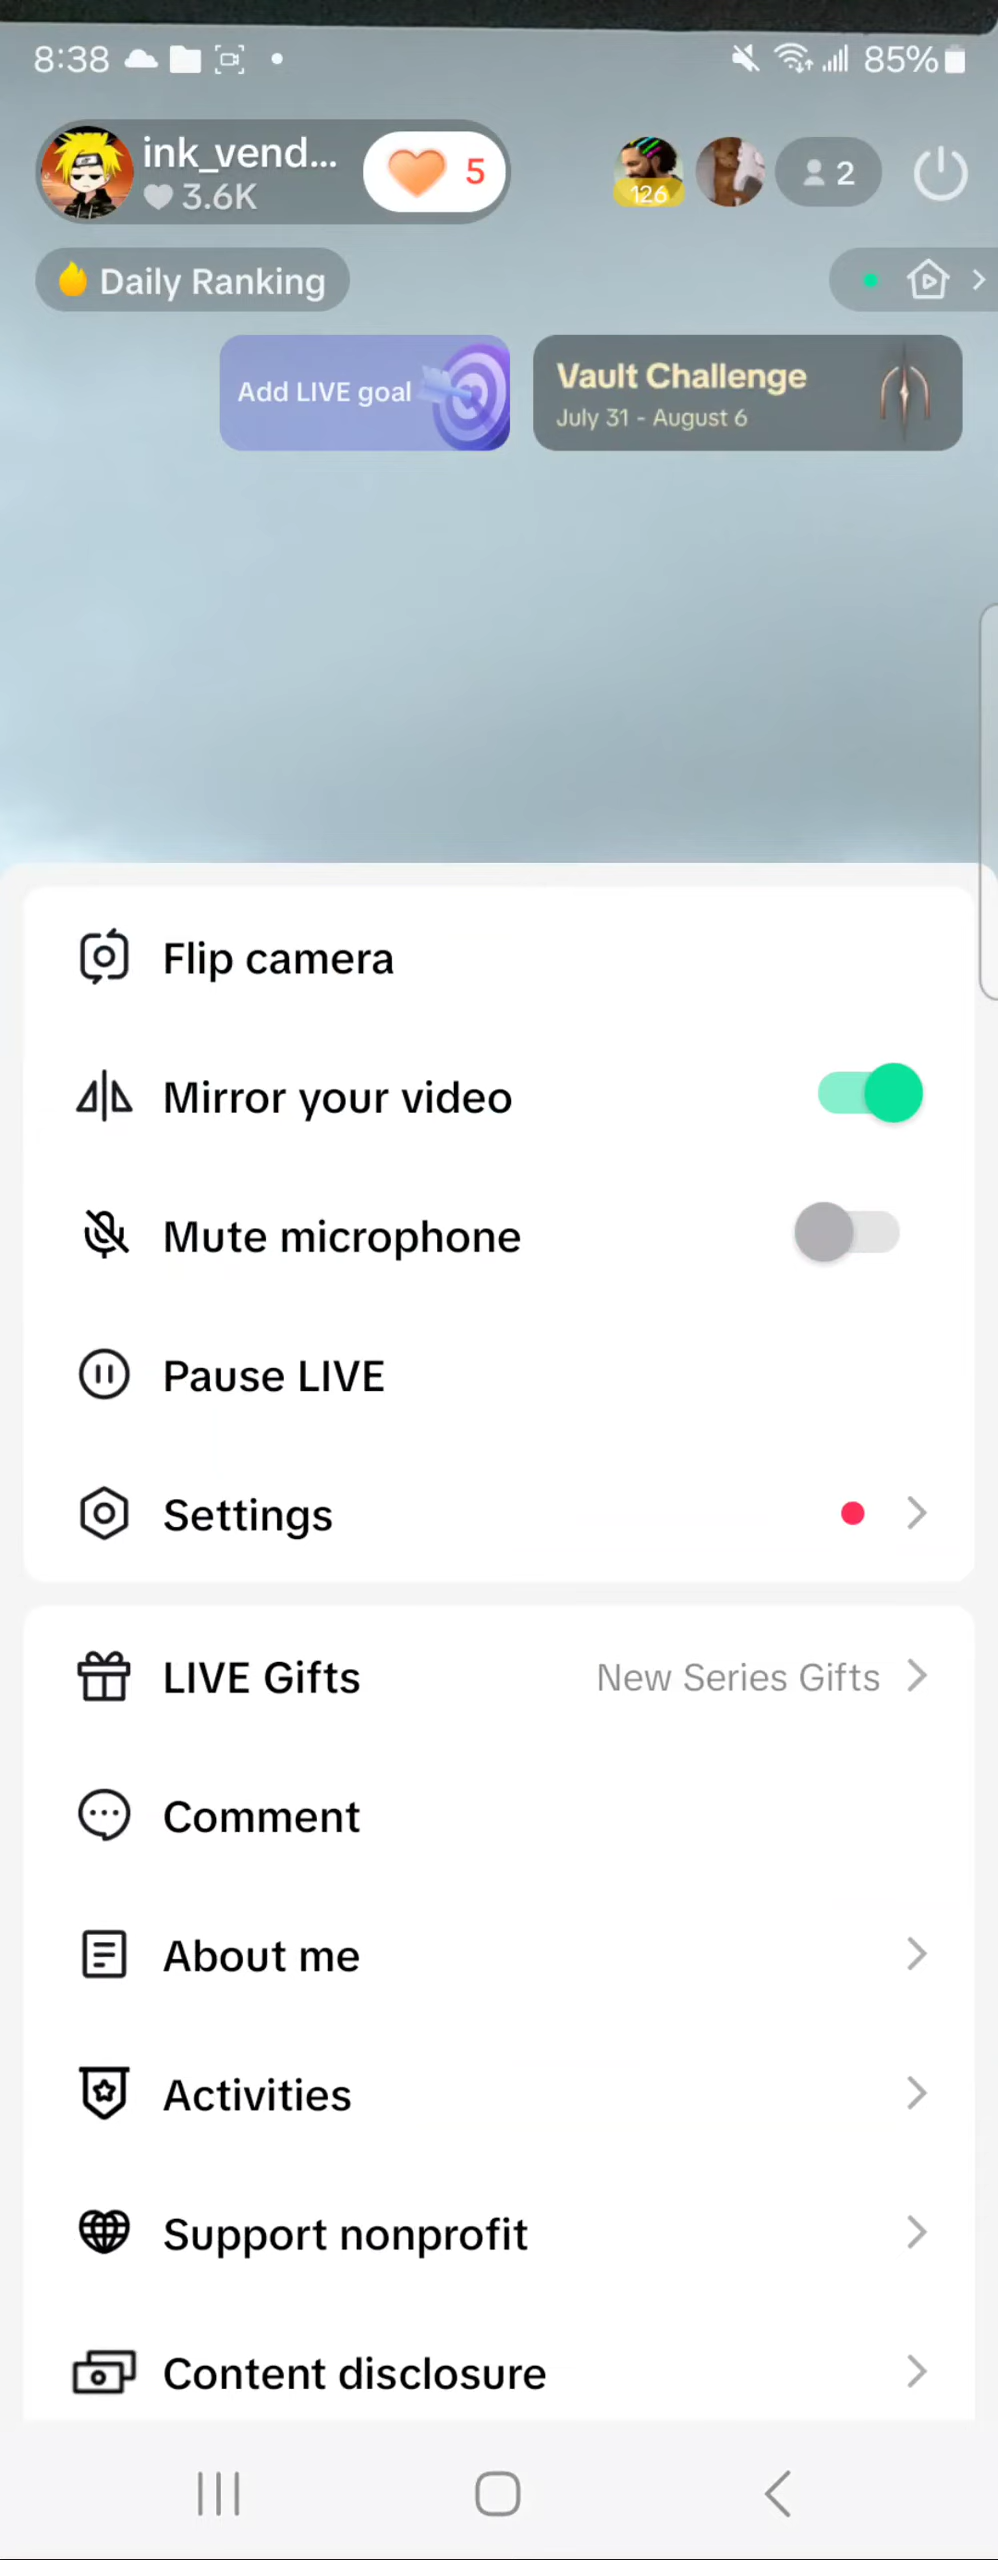 8:38
85%
ink_vend...
3.6K
5
126
2
Daily Ranking
Add LIVE goal
Vault Challenge
July 31 - August 6
Flip camera
Mirror your video
Mute microphone
Pause LIVE
Settings
LIVE Gifts
New Series Gifts
Comment
About me
Activities
Support nonprofit
Content disclosure